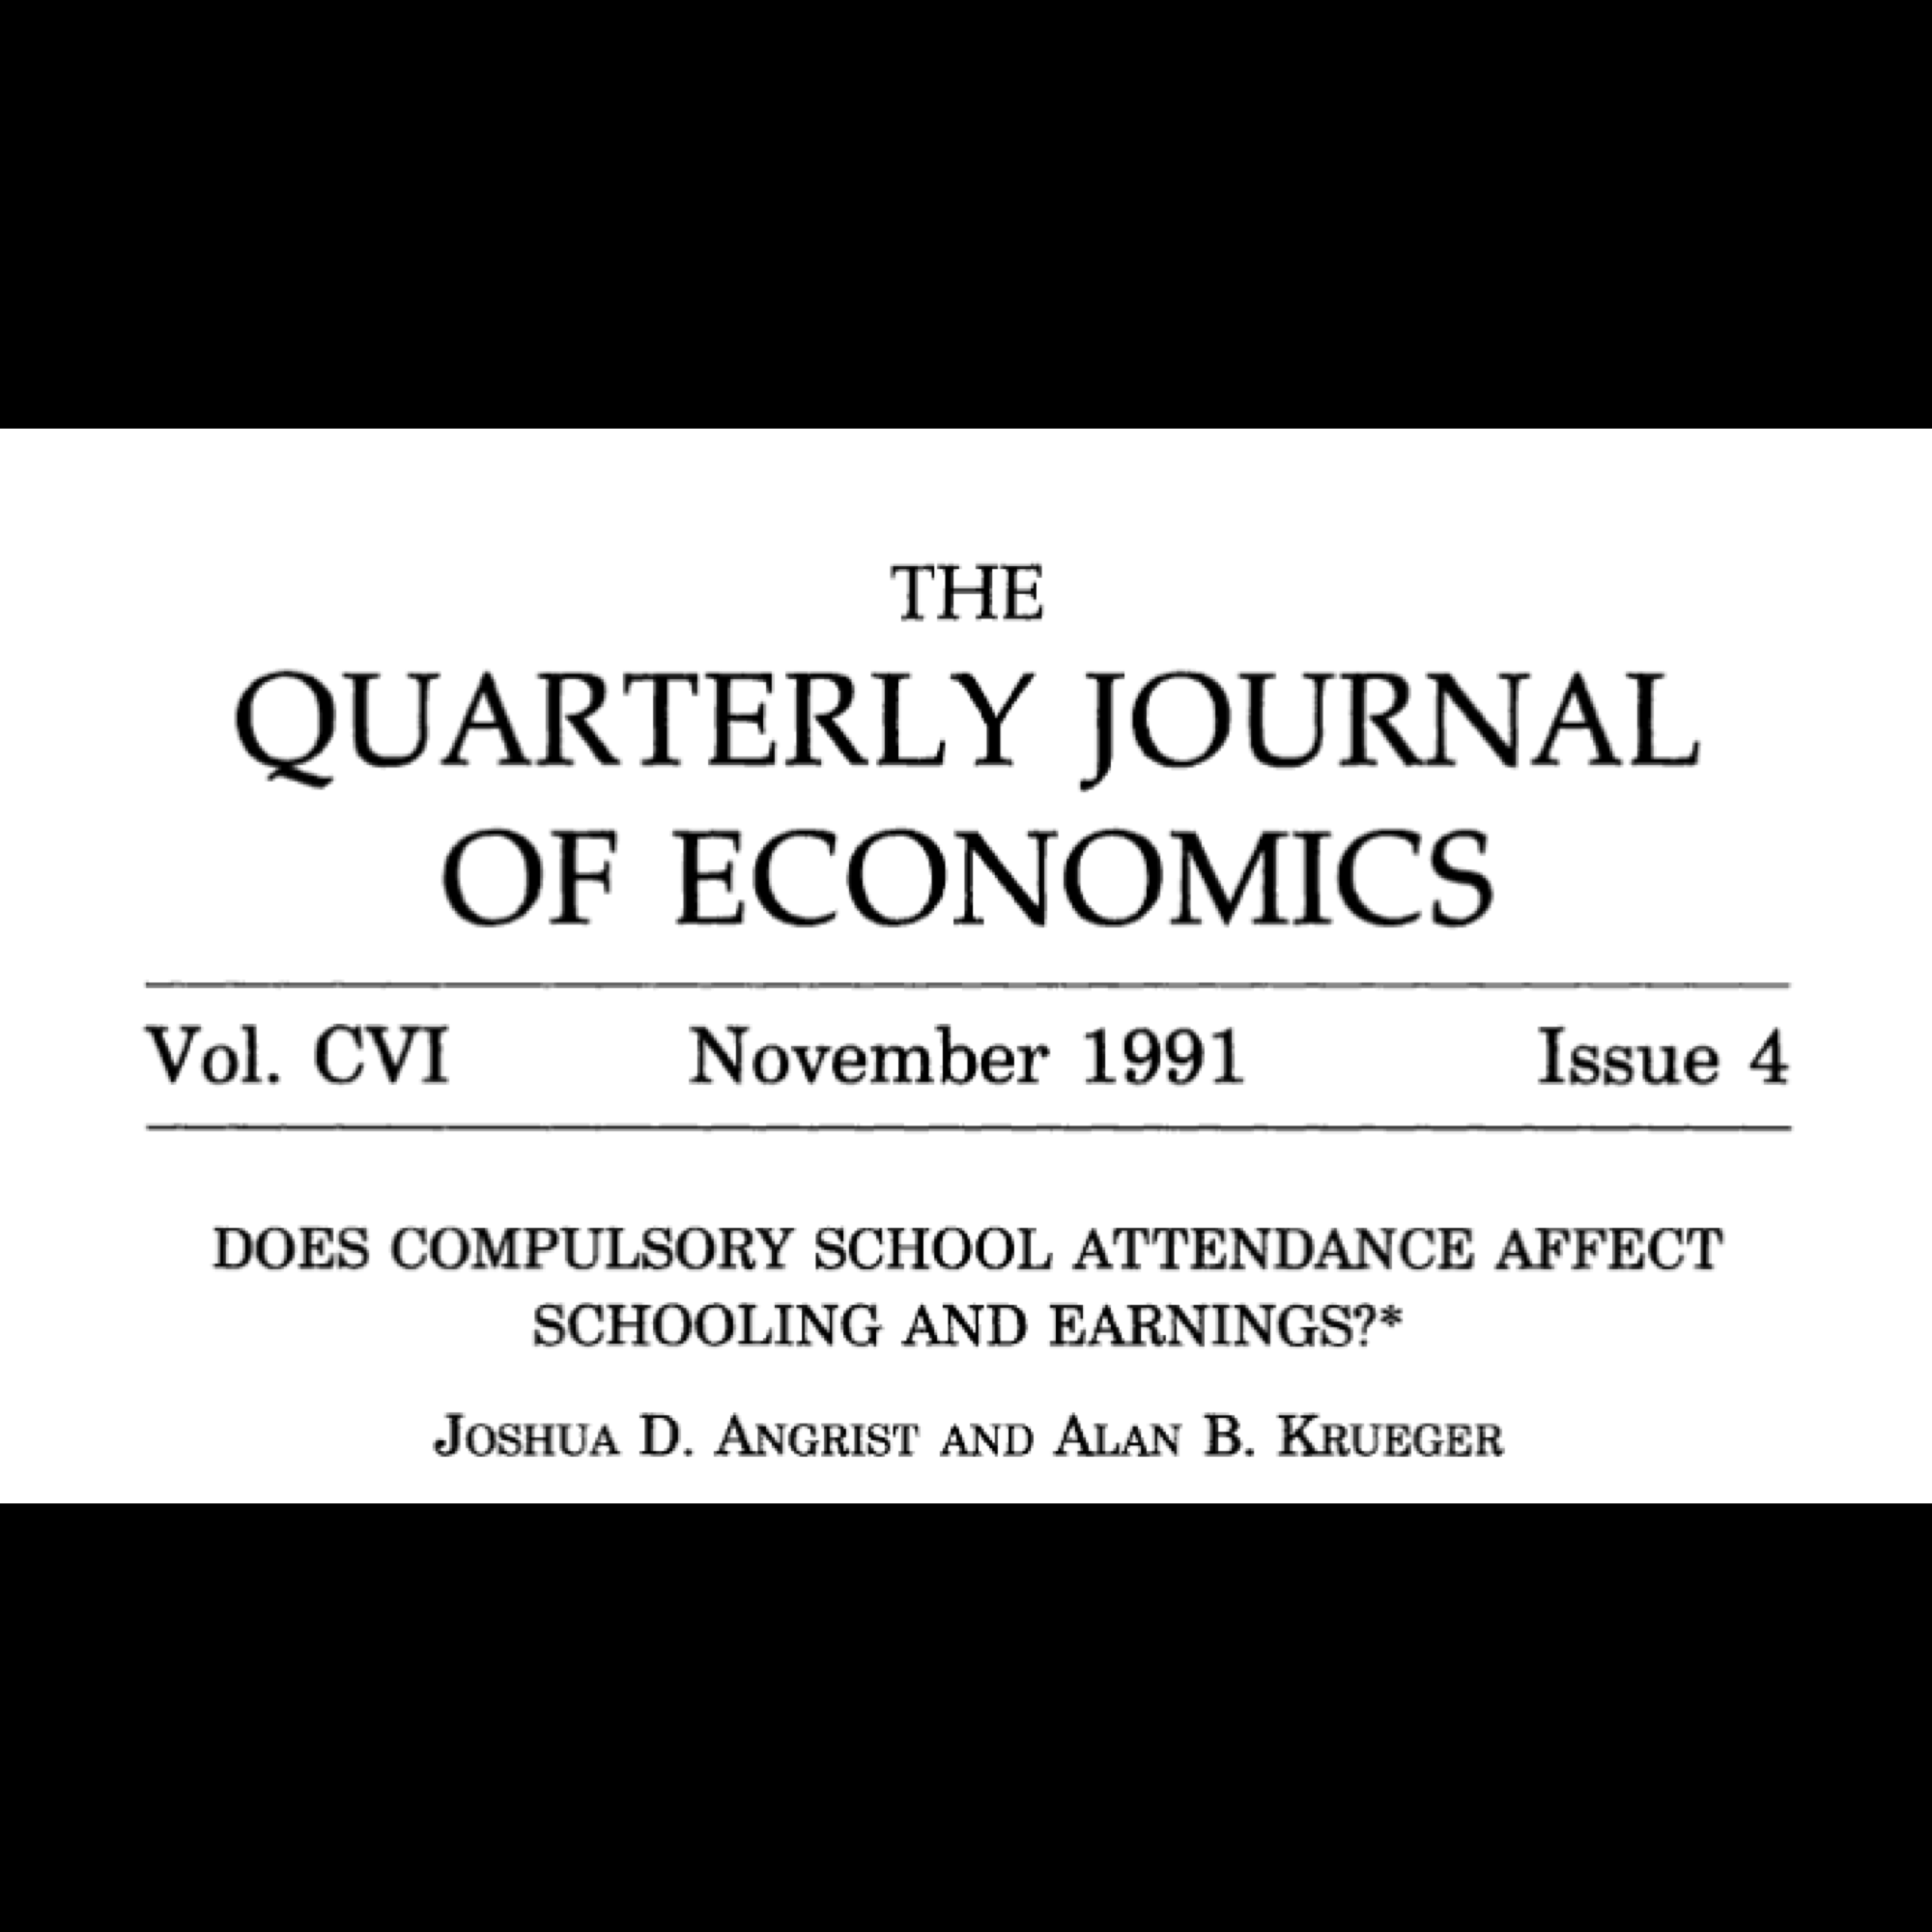 THE
QUARTERLY JOURNAL
OF ECONOMICS
Vol. CVI November 1991 Issue 4
DOES COMPULSORY SCHOOL ATTENDANCE AFFECT
SCHOOLING AND EARNINGS?*
JOSHUA D. ANGRIST AND ALAN B. KRUEGER